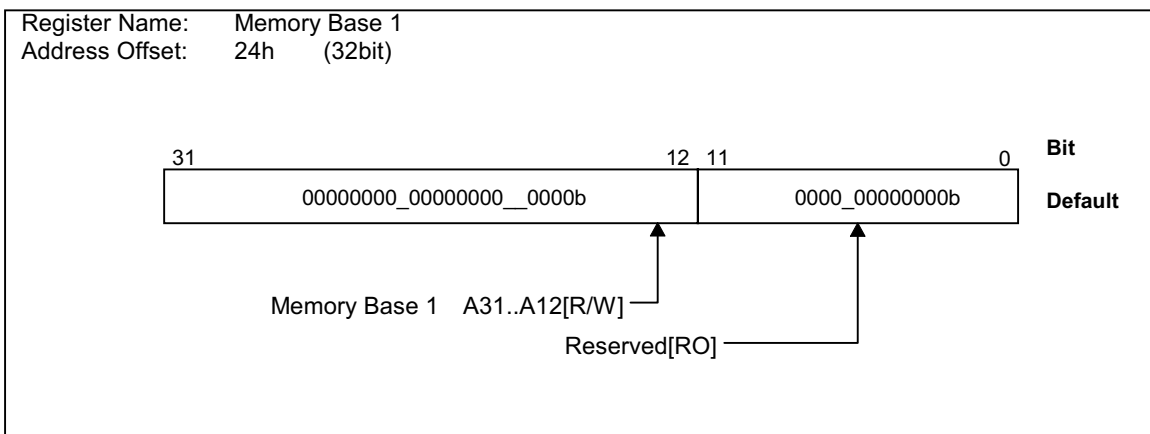 Register Name: Memory Base 1
Address Offset: 24h (32bit)
31 12 11 0 Bit
00000000_00000000__0000b 0000_00000000b Default
Memory Base 1 A31..A12[R/W]
Reserved[RO]